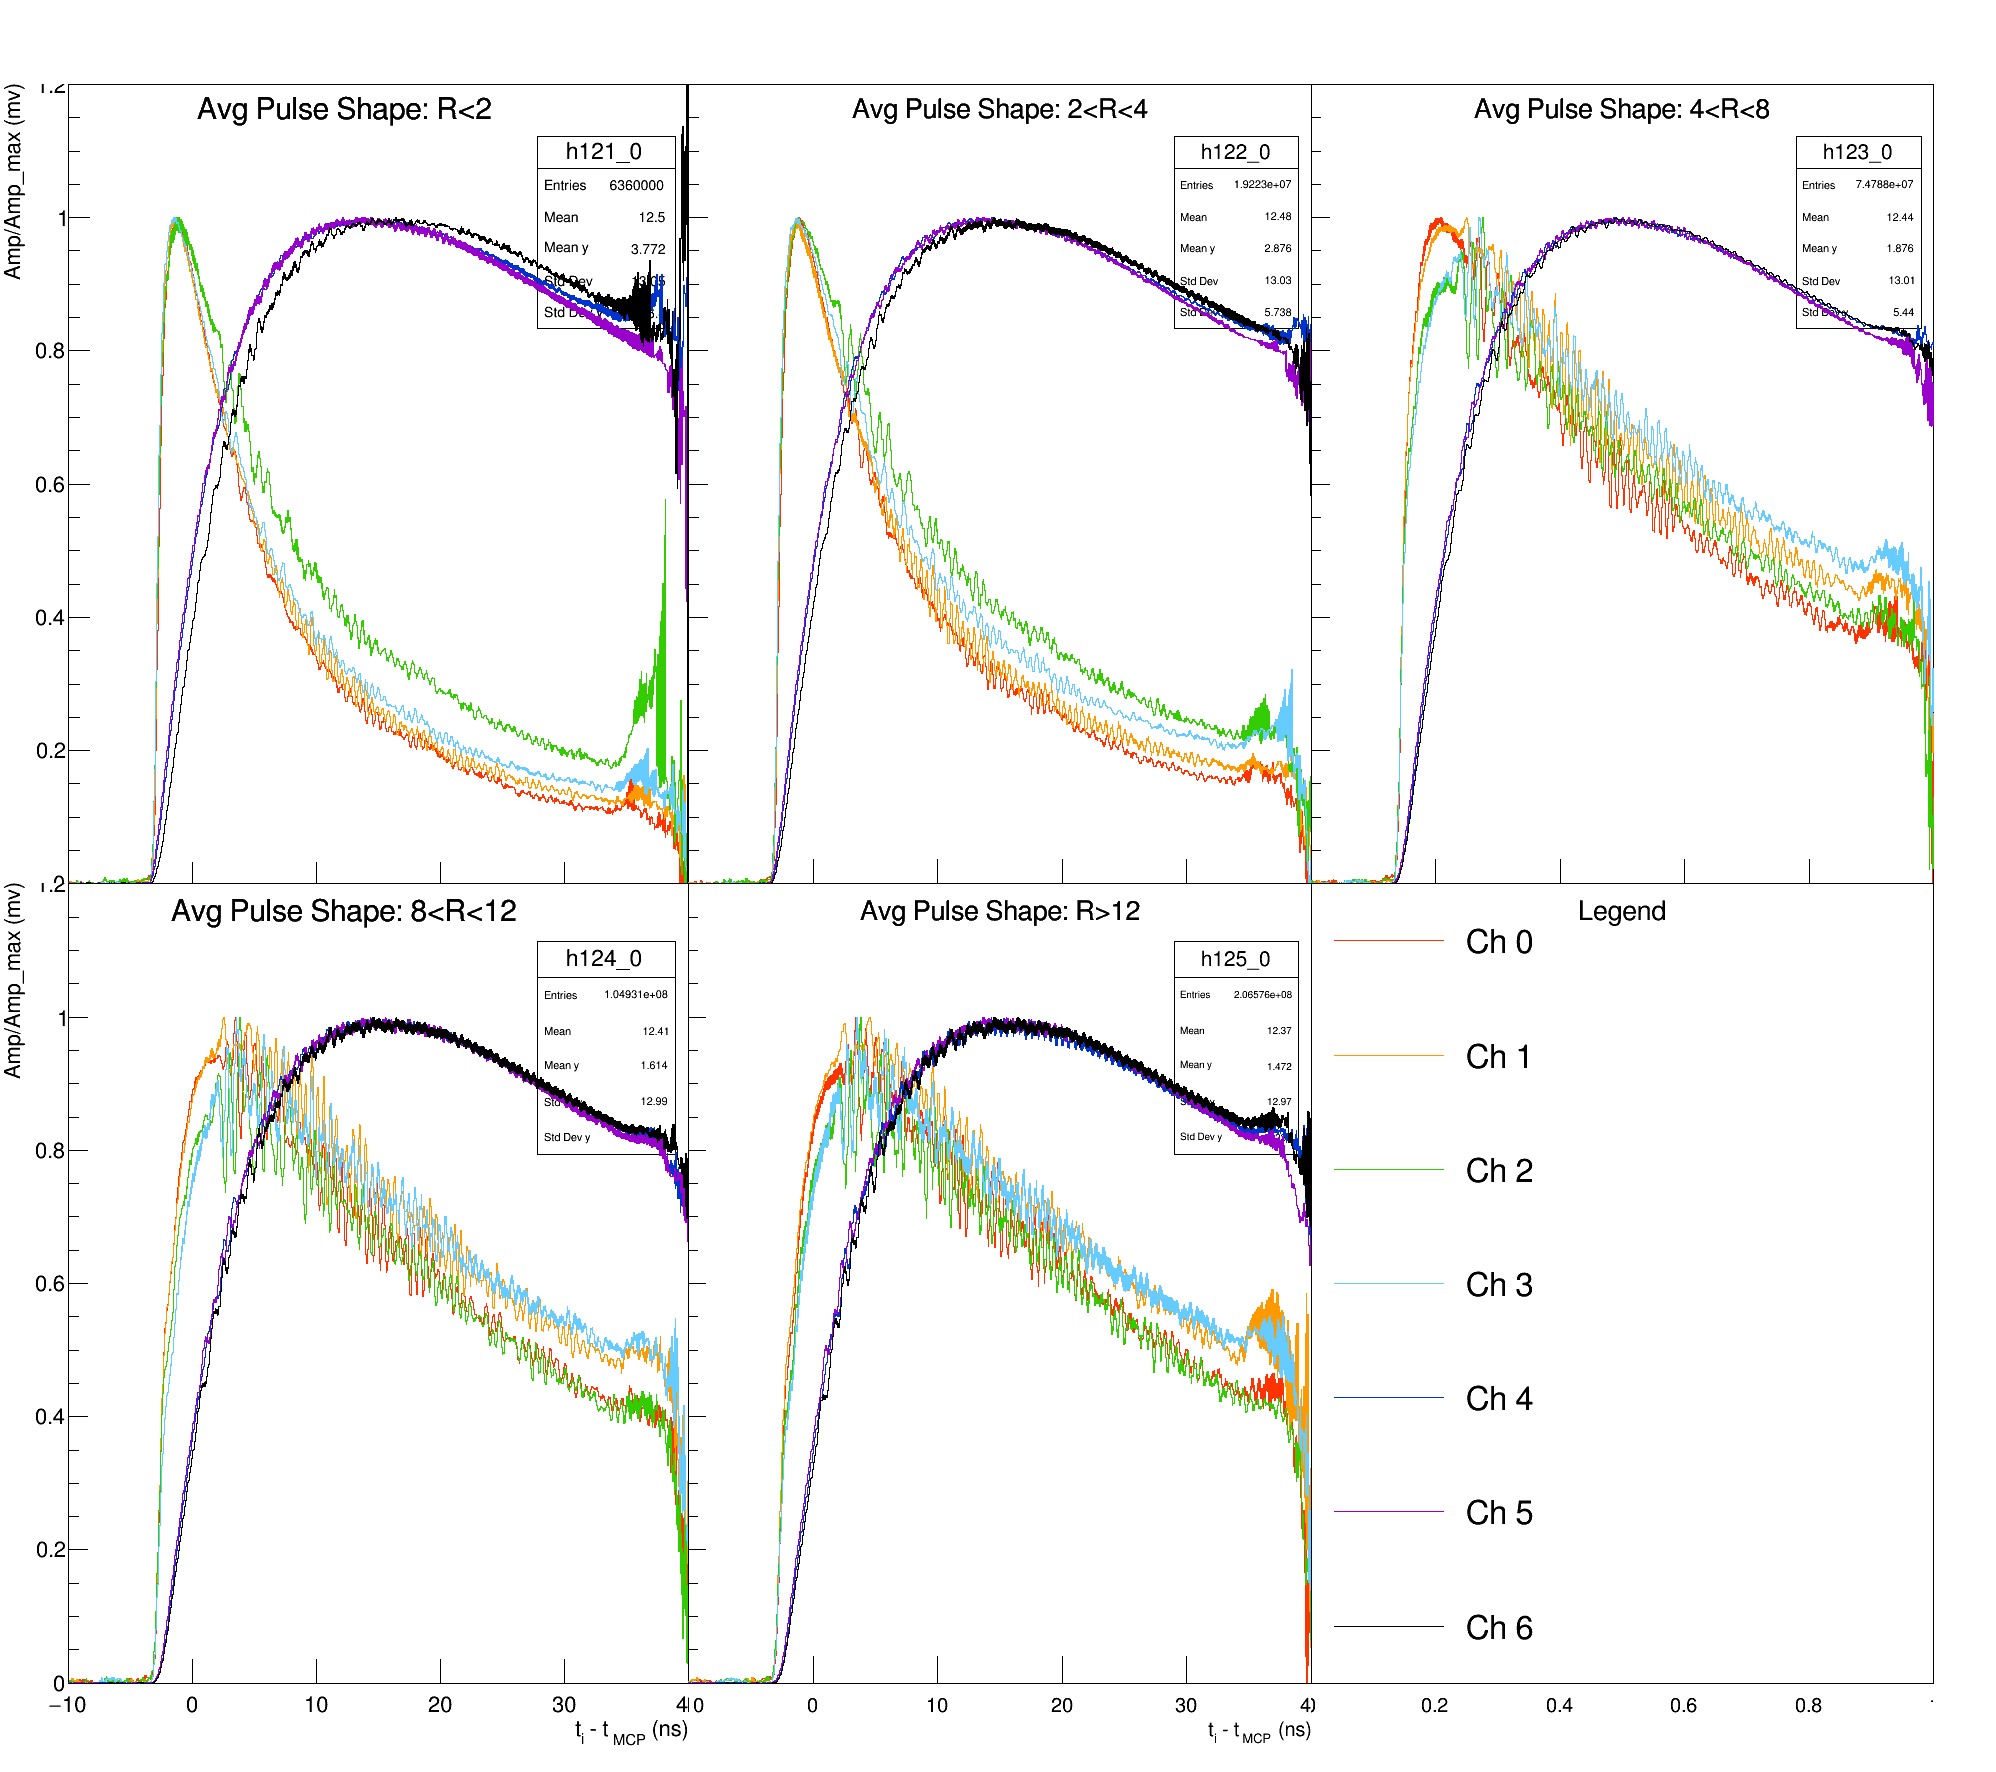 Avg Pulse Shape: R<2
Avg Pulse Shape: 2<R<4
Avg Pulse Shape: 4<R<8
Amp/Amp_max (mv)
1.2
1
0.8
0.6
0.4
0.2
h121_0
Entries 6360000
Mean 12.5
Mean y 3.772
Std Dev
h122_0
Entries 1.9223e+07
Mean 12.48
Mean y 2.876
Std Dev 13.03
5.738
h123_0
Entries 7.4788e+07
Mean 12.44
Mean y 1.876
Std Dev 13.01
5.44
Avg Pulse Shape: 8<R<12
Avg Pulse Shape: R>12
Legend
Amp/Amp_max (mv)
1.2
1
0.8
0.6
0.4
0.2
0
h124_0
Entries 1.04931e+08
Mean 12.41
Mean y 1.614
12.99
Std Dev y
h125_0
Entries 2.06576e+08
Mean 12.37
Mean y 1.472
12.97
Std Dev y
Ch 0
Ch 1
Ch 2
Ch 3
Ch 4
Ch 5
Ch 6
−10 0 10 20 30 0 10 20 30 0.2 0.4 0.6 0.8
t_i - t_MCP (ns)
t_i - t_MCP (ns)